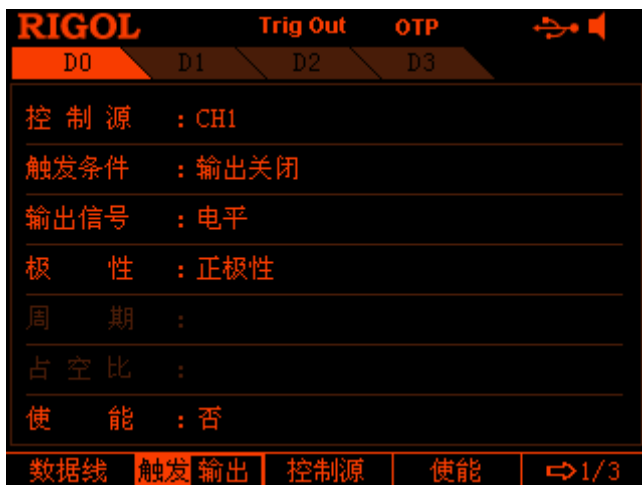 RIGOL Trig Out OTP
D0 D1 D2 D3
控制源 : CH1
触发条件 : 输出关闭
输出信号 : 电平
极性 : 正极性
周期 :
占空比 :
使能 : 否
数据线 触发输出 控制源 使能 ⇨1/3